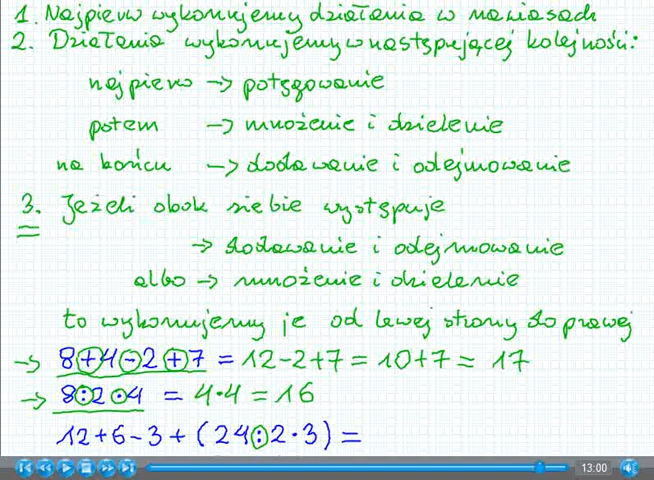 1. Najpierw wykonujemy działania w nawiasach
2. Działania wykonujemy w następującej kolejności:
najpierw → potęgowanie
potem → mnożenie i dzielenie
na końcu → dodawanie i odejmowanie
3. Jeżeli obok siebie występuje
→ dodawanie i odejmowanie
albo → mnożenie i dzielenie
to wykonujemy je od lewej strony do prawej
→ 8+4-2+7 = 12-2+7 = 10+7 = 17
→ 8:2·4 = 4·4 = 16
12+6-3+(24:2·3) =
13:00